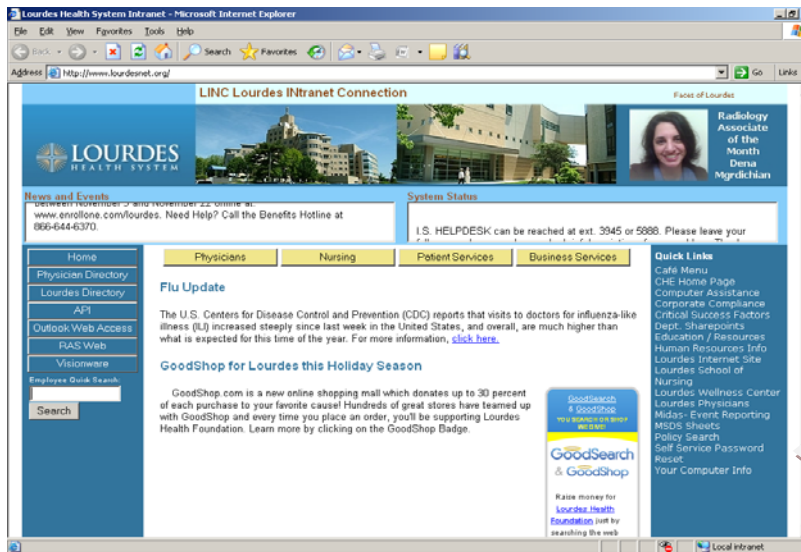 Lourdes Health System Intranet - Microsoft Internet Explorer
File Edit View Favorites Tools Help
Back Search Favorites
Address http://www.lourdesnet.org/ Go Links
LINC Lourdes INtranet Connection
Faces of Lourdes
LOURDES
HEALTH SYSTEM
Radiology
Associate
of the
Month
Dena
Mgrdichian
News and Events
between November 5 and November 22 online at:
www.enrollone.com/lourdes. Need Help? Call the Benefits Hotline at
866-644-6370.
System Status
I.S. HELPDESK can be reached at ext. 3945 or 5888. Please leave your
Home
Physician Directory
Lourdes Directory
API
Outlook Web Access
RAS Web
Visionware
Employee Quick Search:
Search
Physicians Nursing Patient Services Business Services
Flu Update
The U.S. Centers for Disease Control and Prevention (CDC) reports that visits to doctors for influenza-like
illness (ILI) increased steeply since last week in the United States, and overall, are much higher than
what is expected for this time of the year. For more information, click here.
GoodShop for Lourdes this Holiday Season
GoodShop.com is a new online shopping mall which donates up to 30 percent
of each purchase to your favorite cause! Hundreds of great stores have teamed up
with GoodShop and every time you place an order, you'll be supporting Lourdes
Health Foundation. Learn more by clicking on the GoodShop Badge.
GoodSearch
& GoodShop
YOU SEARCH OR SHOP
WE GIVE!
GoodSearch
& GoodShop
Raise money for
Lourdes Health
Foundation just by
searching the web
Quick Links
Café Menu
CHE Home Page
Computer Assistance
Corporate Compliance
Critical Success Factors
Dept. Sharepoints
Education / Resources
Human Resources Info
Lourdes Internet Site
Lourdes School of
Nursing
Lourdes Wellness Center
Lourdes Physicians
Midas- Event Reporting
MSDS Sheets
Policy Search
Self Service Password
Reset
Your Computer Info
Local intranet